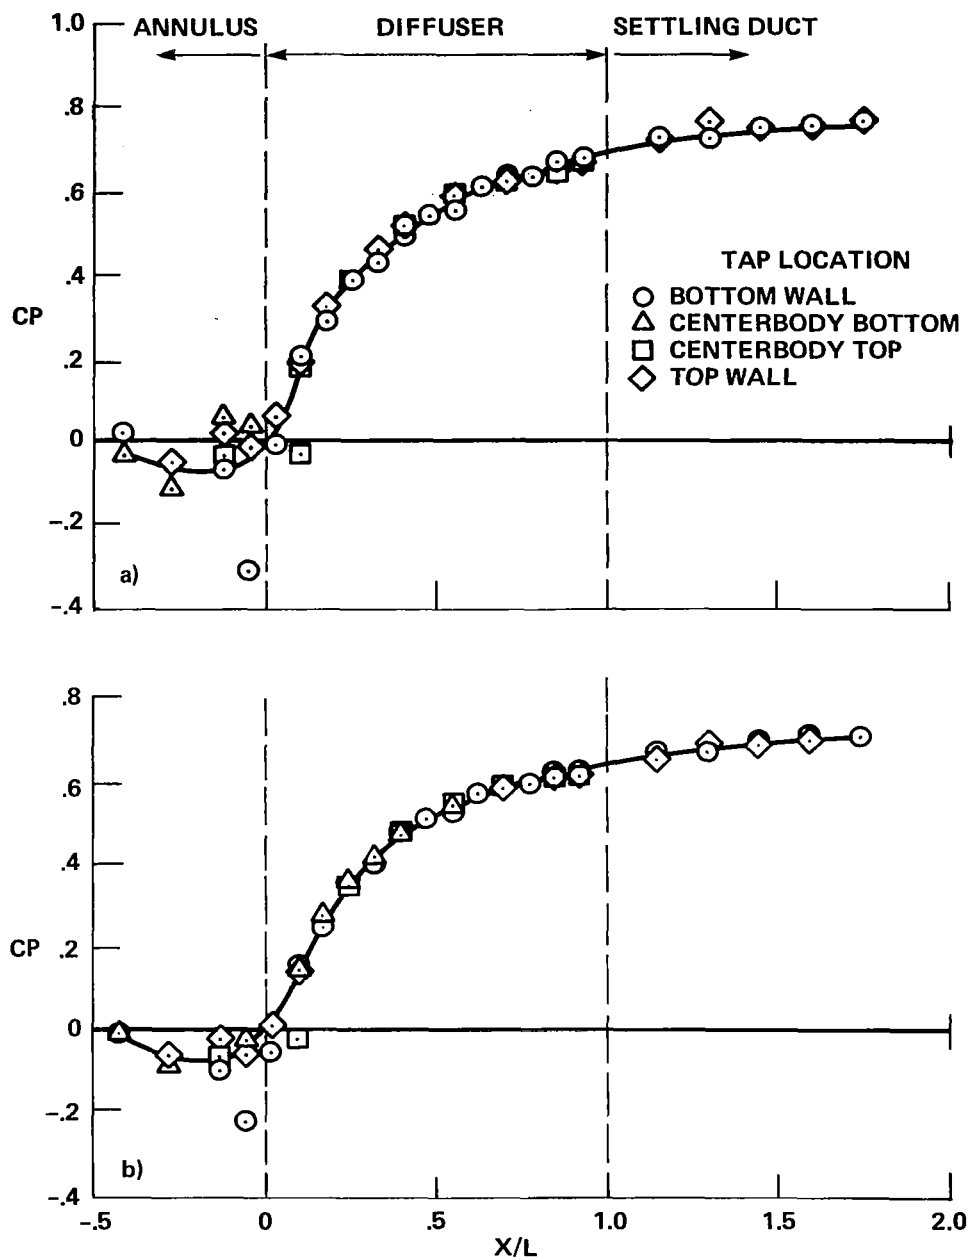 ANNULUS DIFFUSER SETTLING DUCT
1.0
.8
.6
.4
.2
0
-.2
-.4
CP
TAP LOCATION
BOTTOM WALL
CENTERBODY BOTTOM
CENTERBODY TOP
TOP WALL
a)
.8
.6
.4
.2
0
-.2
-.4
CP
b)
-.5 0 .5 1.0 1.5 2.0
X/L